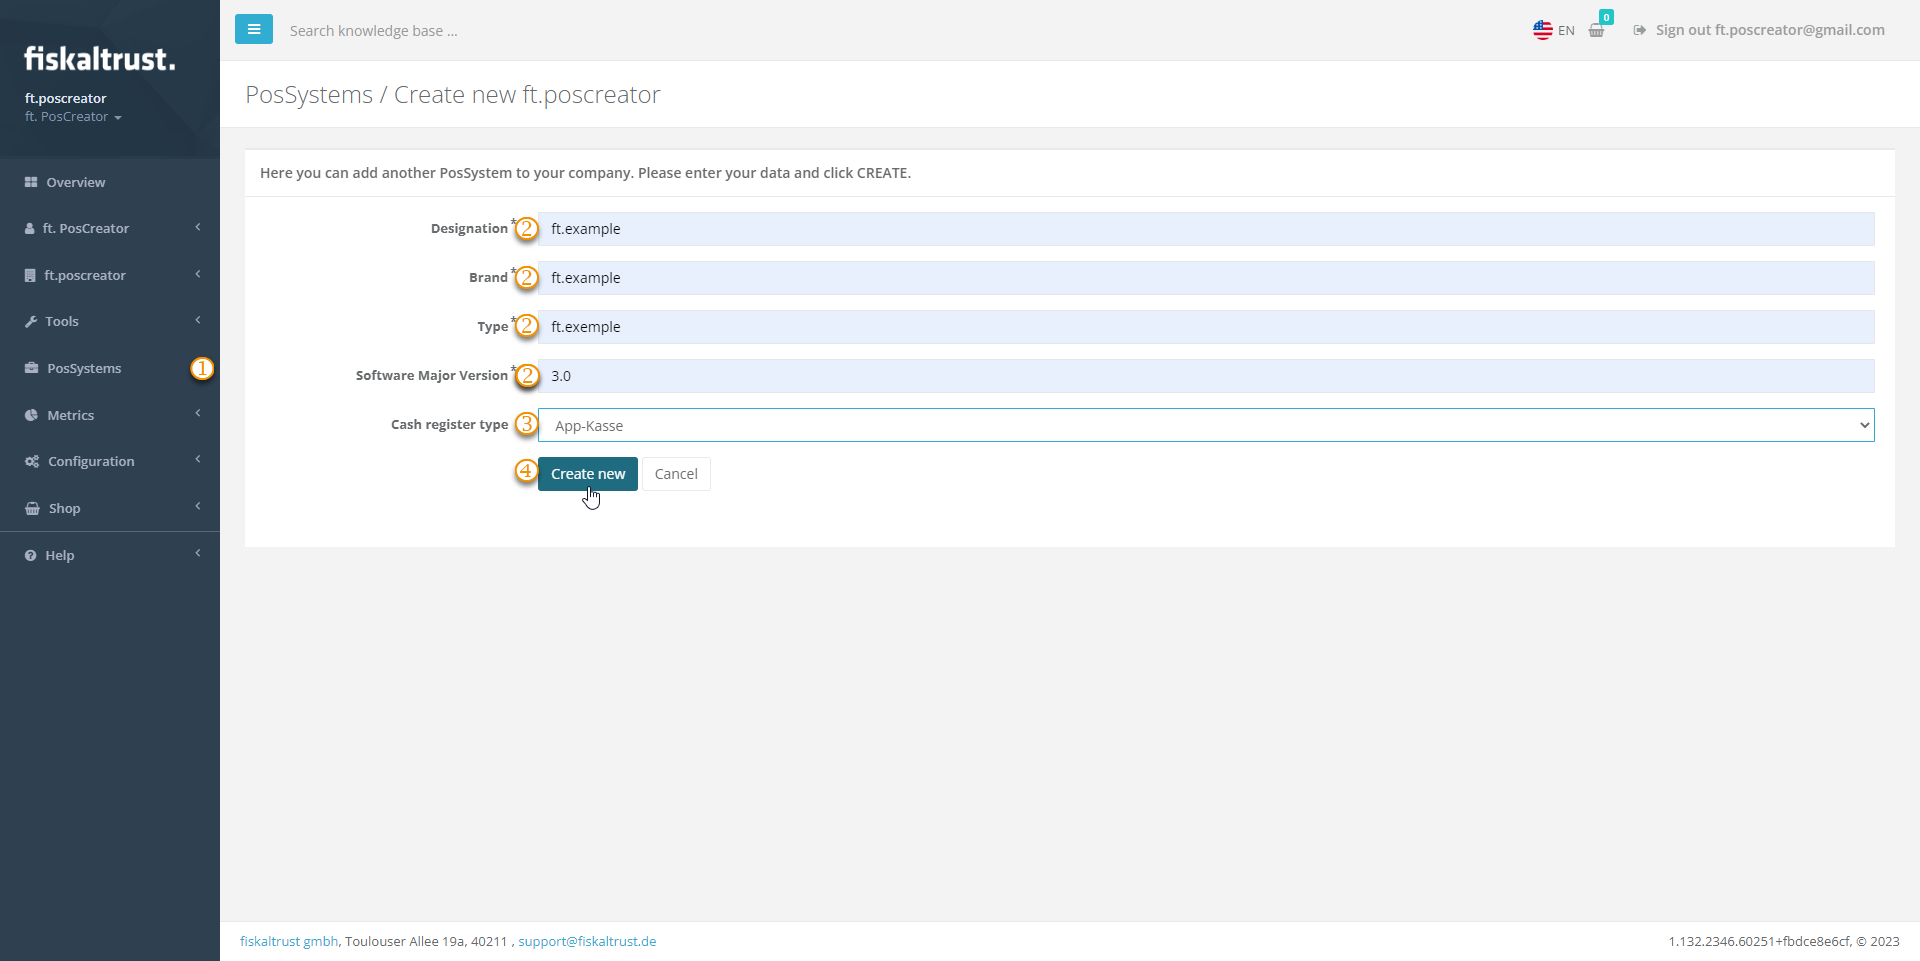 fiskaltrust.
ft.poscreator
ft. PosCreator
Overview
ft. PosCreator
ft.poscreator
Tools
PosSystems 1
Metrics
Configuration
Shop
Help
Search knowledge base ...
EN
0
Sign out ft.poscreator@gmail.com
PosSystems / Create new ft.poscreator
Here you can add another PosSystem to your company. Please enter your data and click CREATE.
Designation * 2 ft.example
Brand * 2 ft.example
Type * 2 ft.exemple
Software Major Version * 2 3.0
Cash register type 3 App-Kasse
4 Create new Cancel
fiskaltrust gmbh, Toulouser Allee 19a, 40211 , support@fiskaltrust.de
1.132.2346.60251+fbdce8e6cf, © 2023